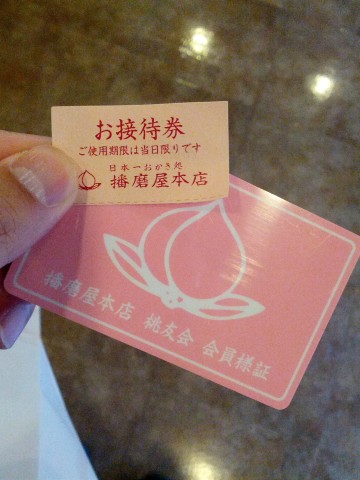 お接待券
ご使用期限は当日限りです
日本一おかき処
播磨屋本店
播磨屋本店 桃友会 会員様証